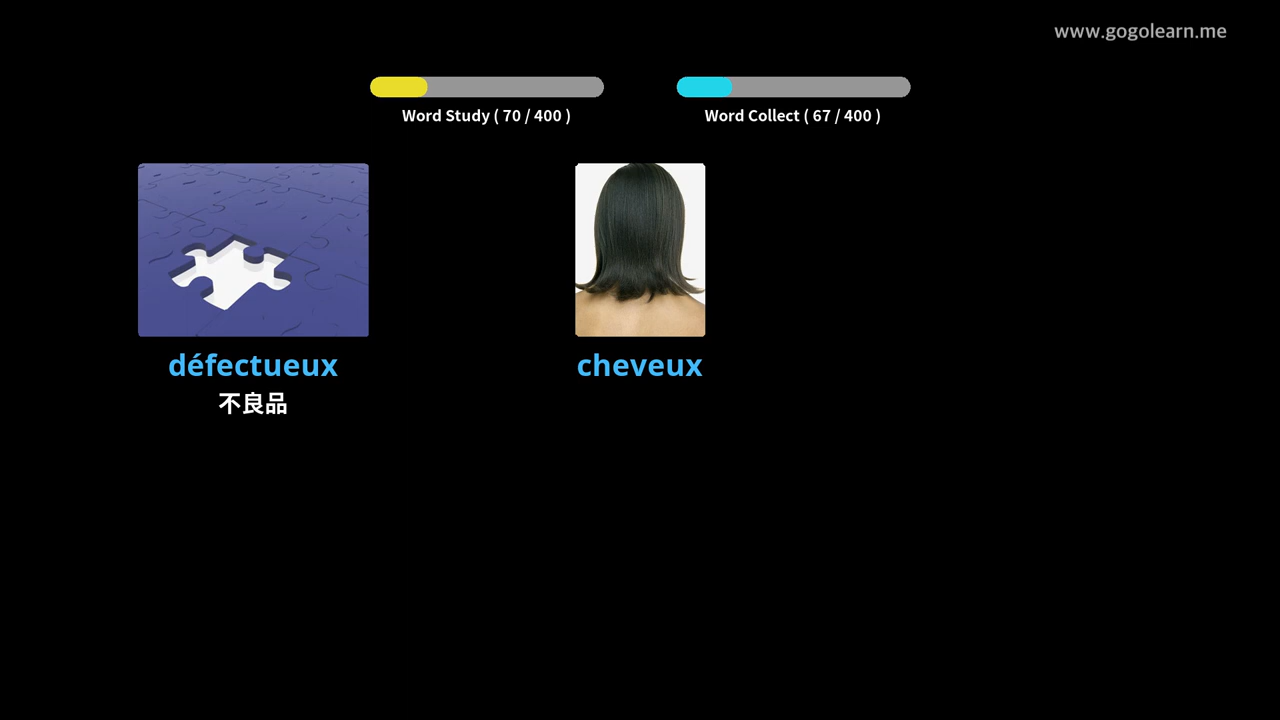 www.gogolearn.me
Word Study ( 70 / 400 )
Word Collect ( 67 / 400 )
défectueux
不良品
cheveux